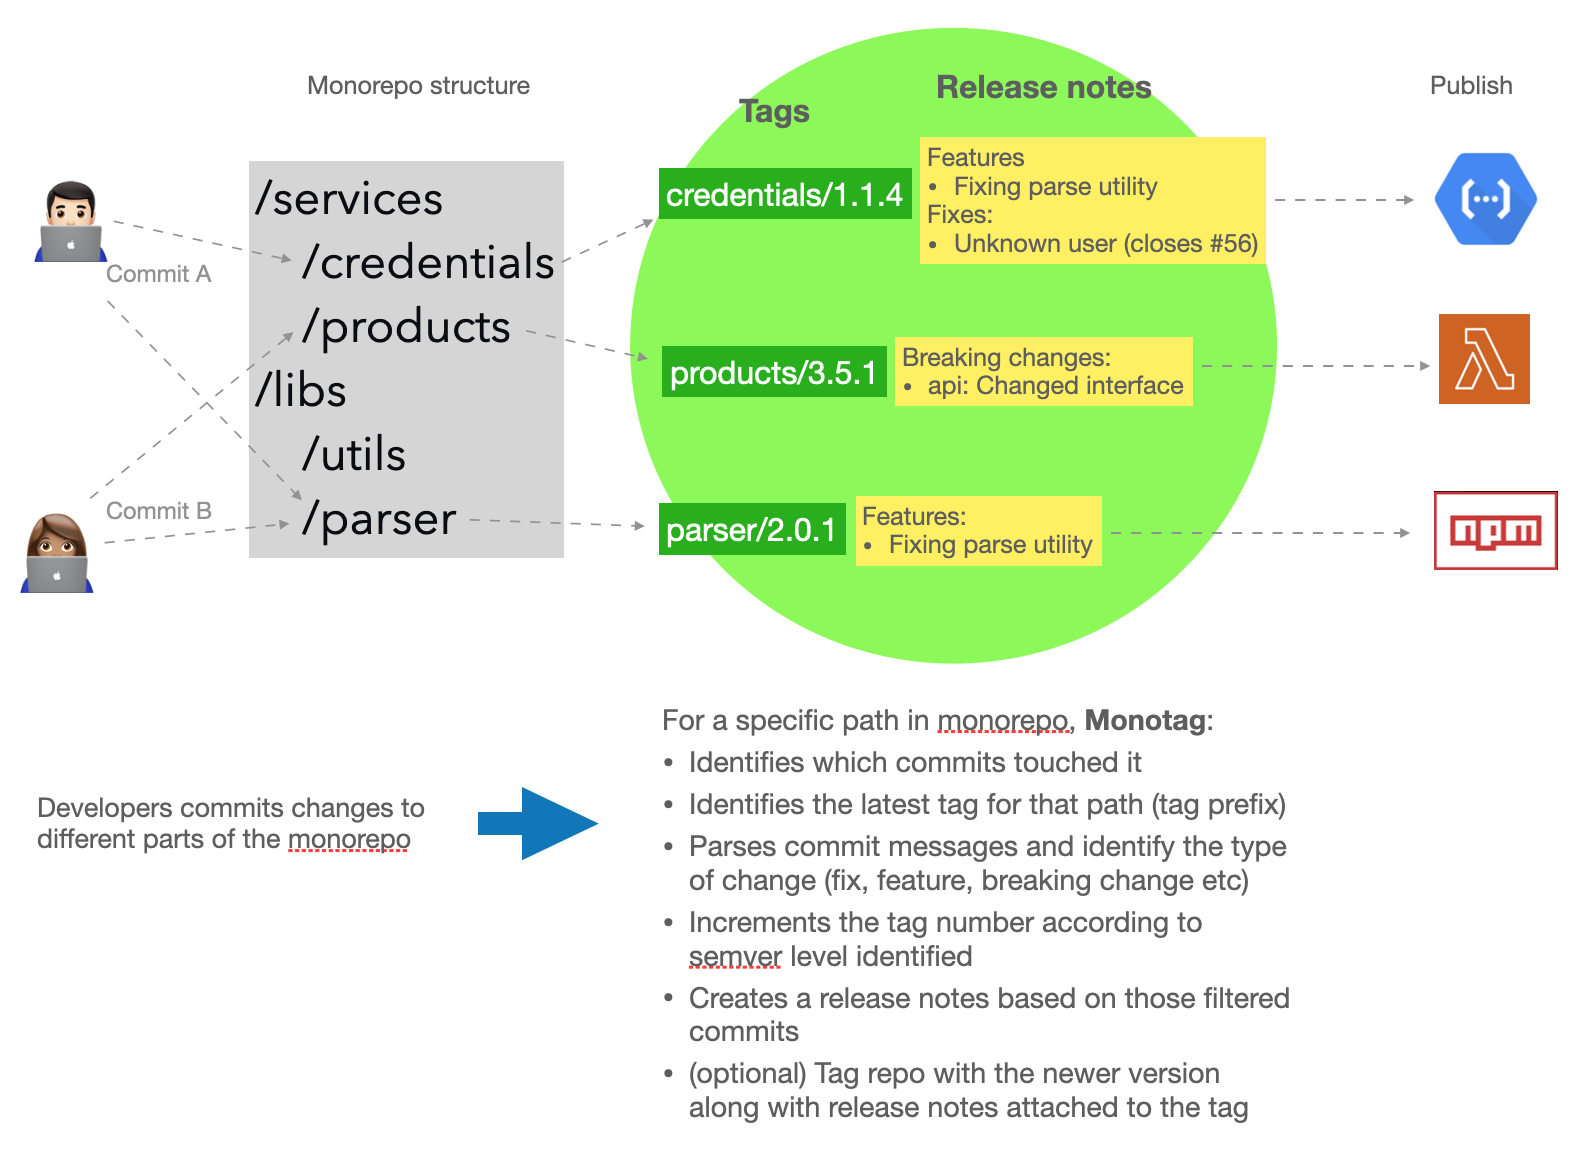 Monorepo structure
Tags
Release notes
Publish
/services
/credentials
/products
/libs
/utils
/parser
Commit A
Commit B
credentials/1.1.4
Features
• Fixing parse utility
Fixes:
• Unknown user (closes #56)
products/3.5.1
Breaking changes:
• api: Changed interface
parser/2.0.1
Features:
• Fixing parse utility
npm
Developers commits changes to
different parts of the monorepo
For a specific path in monorepo, Monotag:
• Identifies which commits touched it
• Identifies the latest tag for that path (tag prefix)
• Parses commit messages and identify the type
of change (fix, feature, breaking change etc)
• Increments the tag number according to
semver level identified
• Creates a release notes based on those filtered
commits
• (optional) Tag repo with the newer version
along with release notes attached to the tag